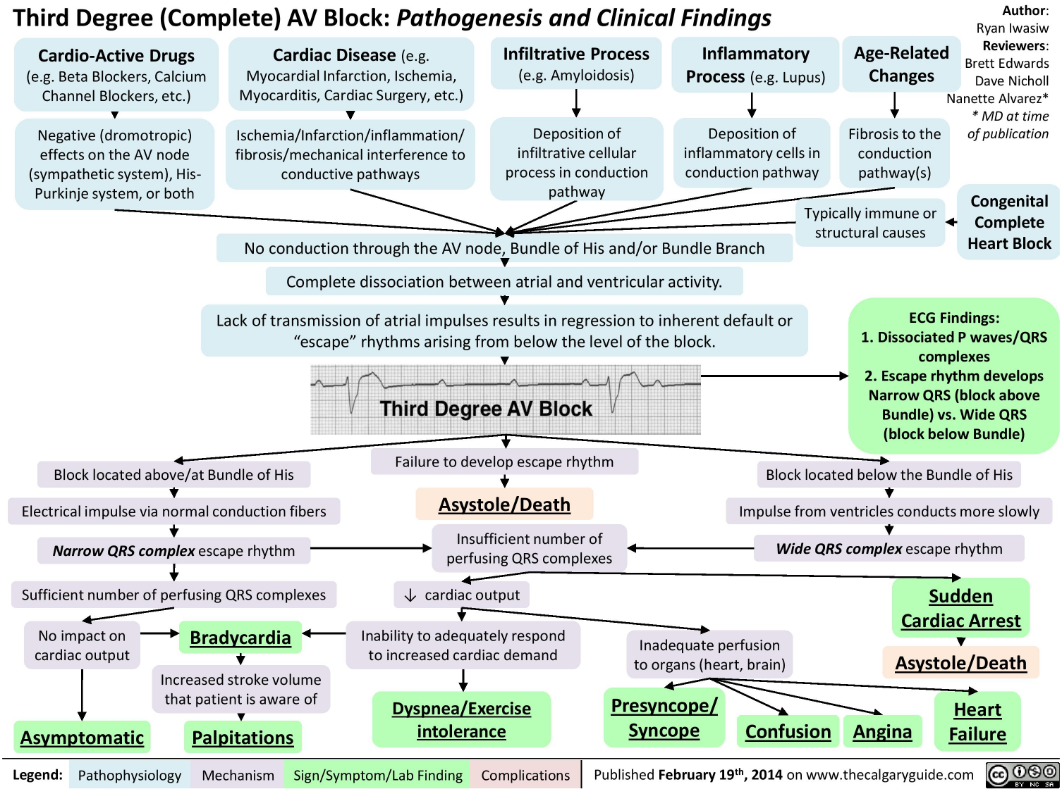 Third Degree (Complete) AV Block: Pathogenesis and Clinical Findings
Author:
Ryan Iwasiw
Reviewers:
Brett Edwards
Dave Nicholl
Nanette Alvarez*
* MD at time
of publication
Cardio-Active Drugs
(e.g. Beta Blockers, Calcium
Channel Blockers, etc.)
Cardiac Disease (e.g.
Myocardial Infarction, Ischemia,
Myocarditis, Cardiac Surgery, etc.)
Infiltrative Process
(e.g. Amyloidosis)
Inflammatory
Process (e.g. Lupus)
Age-Related
Changes
Negative (dromotropic)
effects on the AV node
(sympathetic system), His-
Purkinje system, or both
Ischemia/Infarction/inflammation/
fibrosis/mechanical interference to
conductive pathways
Deposition of
infiltrative cellular
process in conduction
pathway
Deposition of
inflammatory cells in
conduction pathway
Fibrosis to the
conduction
pathway(s)
Typically immune or
structural causes
Congenital
Complete
Heart Block
No conduction through the AV node, Bundle of His and/or Bundle Branch
Complete dissociation between atrial and ventricular activity.
Lack of transmission of atrial impulses results in regression to inherent default or
“escape” rhythms arising from below the level of the block.
Third Degree AV Block
ECG Findings:
1. Dissociated P waves/QRS
complexes
2. Escape rhythm develops
Narrow QRS (block above
Bundle) vs. Wide QRS
(block below Bundle)
Block located above/at Bundle of His
Failure to develop escape rhythm
Block located below the Bundle of His
Electrical impulse via normal conduction fibers
Asystole/Death
Impulse from ventricles conducts more slowly
Narrow QRS complex escape rhythm
Insufficient number of
perfusing QRS complexes
Wide QRS complex escape rhythm
Sufficient number of perfusing QRS complexes
↓ cardiac output
Sudden
Cardiac Arrest
No impact on
cardiac output
Bradycardia
Inability to adequately respond
to increased cardiac demand
Inadequate perfusion
to organs (heart, brain)
Asystole/Death
Increased stroke volume
that patient is aware of
Asymptomatic
Palpitations
Dyspnea/Exercise
intolerance
Presyncope/
Syncope
Confusion
Angina
Heart
Failure
Legend:
Pathophysiology
Mechanism
Sign/Symptom/Lab Finding
Complications
Published February 19th, 2014 on www.thecalgaryguide.com
cc
BY NC SA